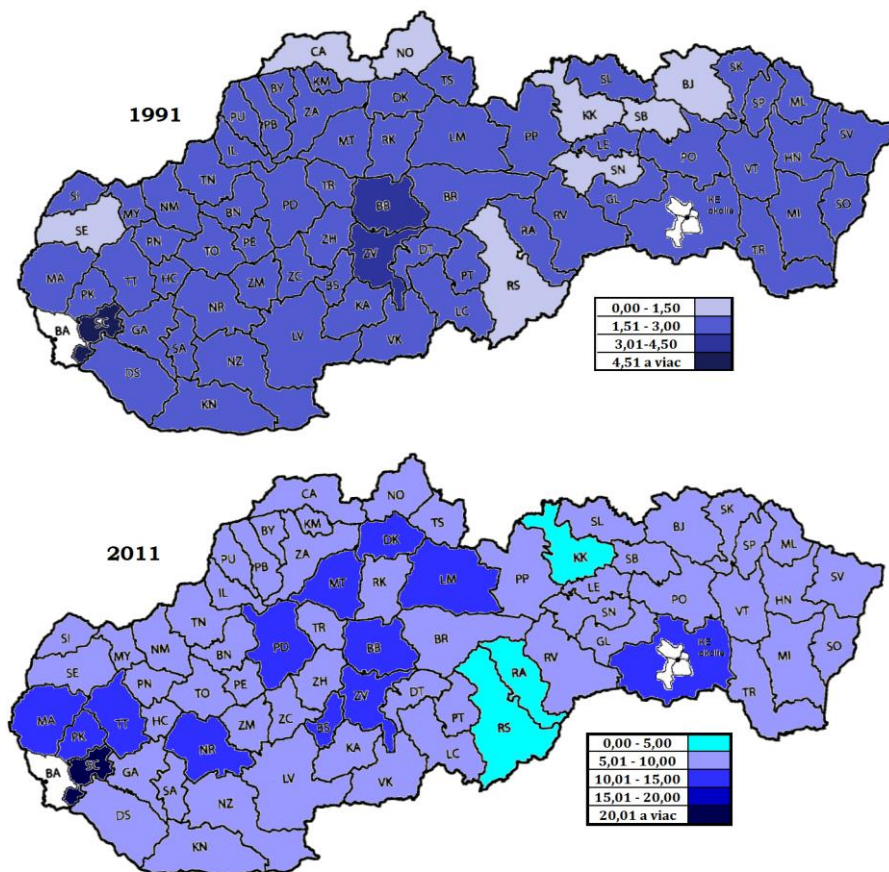 CA NO
KM TS
BY SL BJ SK
1991 PU PB ZA DK KK SP ML
SB
IL MT RK LM PP LE PO SV
TN TR SN VT HN
SI BB BR
MY NM BN PD GL KE
okolie
SE RA RV MI SO
PN TO PE ZH ZV DT
MA TT HC ZM ZC BS PT RS TR
PK
BA SC GA NR KA LC
SA LV VK
DS NZ
KN
0,00 - 1,50
1,51 - 3,00
3,01-4,50
4,51 a viac
CA NO
KM TS
BY DK SL BJ SK
2011 PU PB ZA KK SP ML
IL MT RK LM PP SB SV
LE PO HN
TN TR SN VT
SI BN PD BB BR GL KE
okolie
SE MY NM RA RV MI SO
PN TO PE ZH ZV DT
MA TT HC ZM ZC BS PT RS TR
PK NR KA
BA SC GA LC
SA LV VK
DS NZ
KN
0,00 - 5,00
5,01 - 10,00
10,01 - 15,00
15,01 - 20,00
20,01 a viac